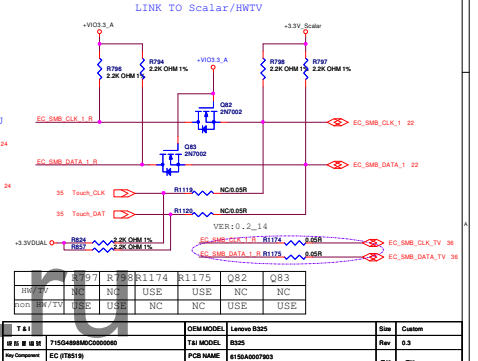 LINK TO Scalar/HWTV
+VIO3.3_A
+3.3V_Scalar
R796
2.2K OHM 1%
R794
2.2K OHM 1%
+VIO3.3_A
R798
2.2K OHM 1%
R797
2.2K OHM 1%
Q82
2N7002
EC_SMB_CLK_1_R
EC_SMB_CLK_1 22
24
Q83
2N7002
EC_SMB_DATA_1_R
EC_SMB_DATA_1 22
24
35 Touch_CLK
R1119
NC/0.05R
35 Touch_DAT
R1120
NC/0.05R
VER:0.2_14
+3.3VDUAL
R824
2.2K OHM 1%
R857
2.2K OHM 1%
EC_SMB_CLK_1_R
R1174
0.05R
EC_SMB_CLK_TV 36
EC_SMB_DATA_1_R
R1175
0.05R
EC_SMB_DATA_TV 36
A
R797 R798 R1174 R1175 Q82 Q83
HW/TV NC NC USE USE NC NC
non HW/TV USE USE NC NC USE USE
.ru
T & I
OEM MODEL Lenovo B325
Size Custom
715G4898M0C0000060
T&I MODEL B325
Rev 0.3
Key Component EC (IT8519)
PCB NAME 6150A0007903